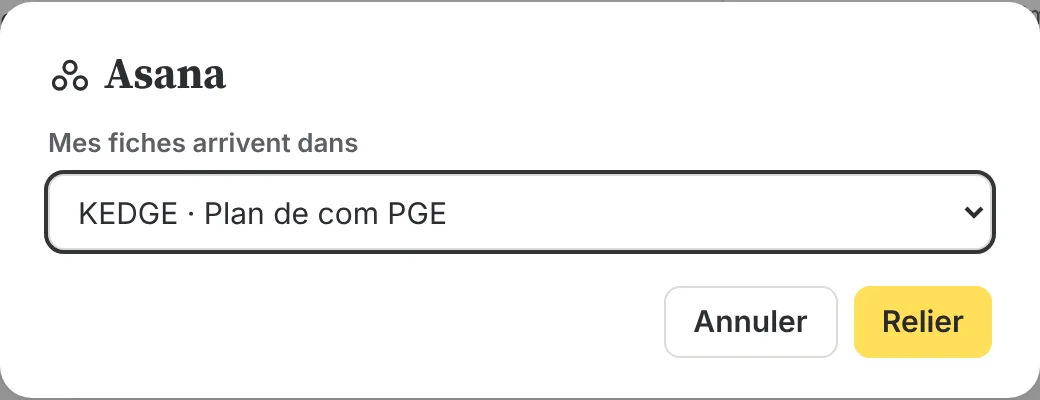 Asana
Mes fiches arrivent dans
KEDGE · Plan de com PGE
Annuler
Relier